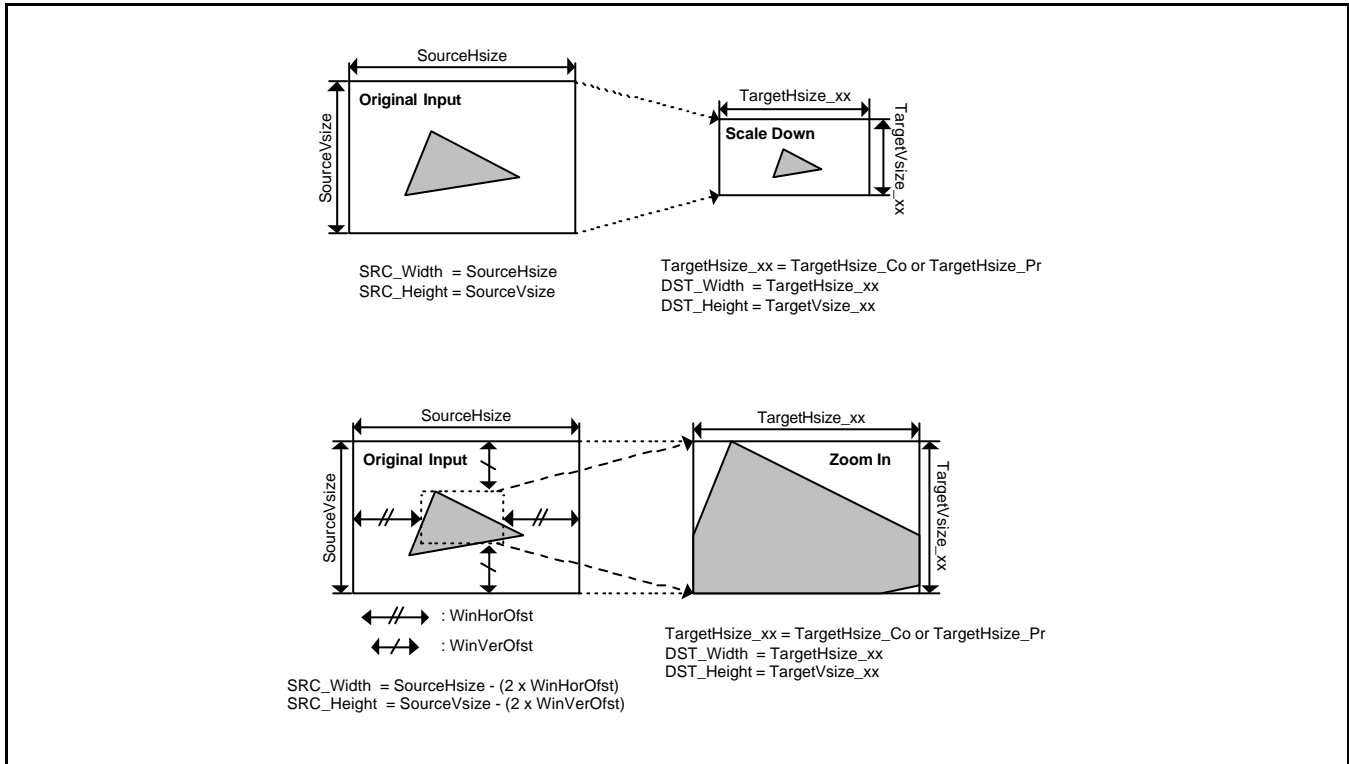 SourceHsize
Original Input
SourceVsize
TargetHsize_xx
Scale Down
TargetVsize_xx
SRC_Width = SourceHsize
SRC_Height = SourceVsize
TargetHsize_xx = TargetHsize_Co or TargetHsize_Pr
DST_Width = TargetHsize_xx
DST_Height = TargetVsize_xx
SourceHsize
Original Input
SourceVsize
TargetHsize_xx
Zoom In
TargetVsize_xx
: WinHorOfst
: WinVerOfst
SRC_Width = SourceHsize - (2 x WinHorOfst)
SRC_Height = SourceVsize - (2 x WinVerOfst)
TargetHsize_xx = TargetHsize_Co or TargetHsize_Pr
DST_Width = TargetHsize_xx
DST_Height = TargetVsize_xx